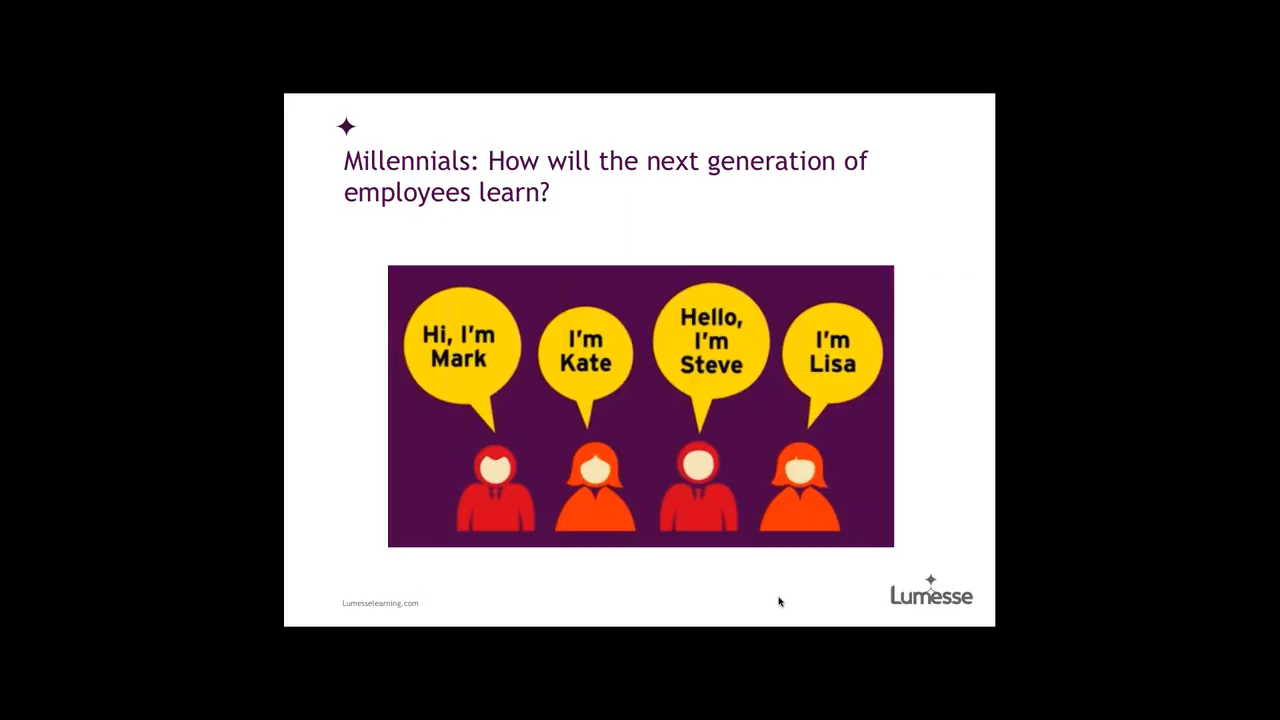 Millennials: How will the next generation of
employees learn?
Hi, I'm
Mark
I'm
Kate
Hello,
I'm
Steve
I'm
Lisa
Lumesselearning.com
Lumesse